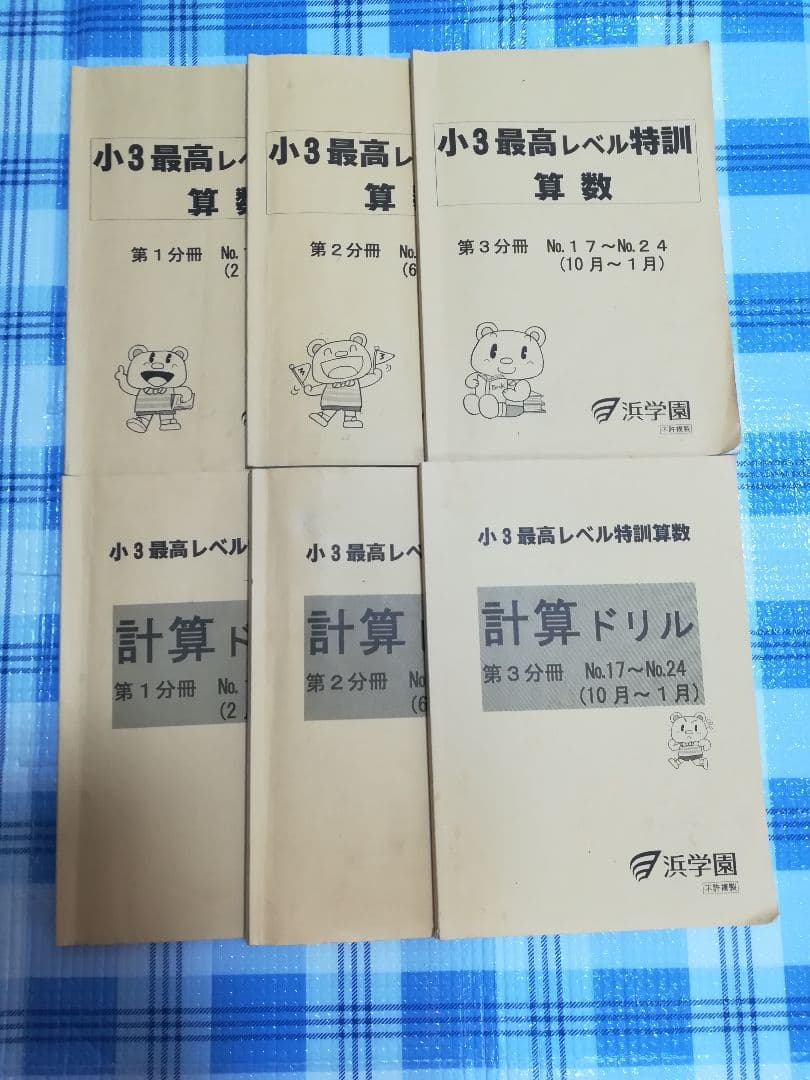 小3最高レ
算
第1分冊 No.
(2
小3最高レ
算
第2分冊 No.
(6
小3最高レベル特訓
算数
第3分冊 No.17～No.24
(10月～1月)
3
3
Book
浜学園
不許複製
小3最高レベル
計算ド
第1分冊 No.
(2
小3最高レベ
計算
第2分冊 No
(6
小3最高レベル特訓算数
計算ドリル
第3分冊 No.17～No.24
(10月～1月)
浜学園
不許複製